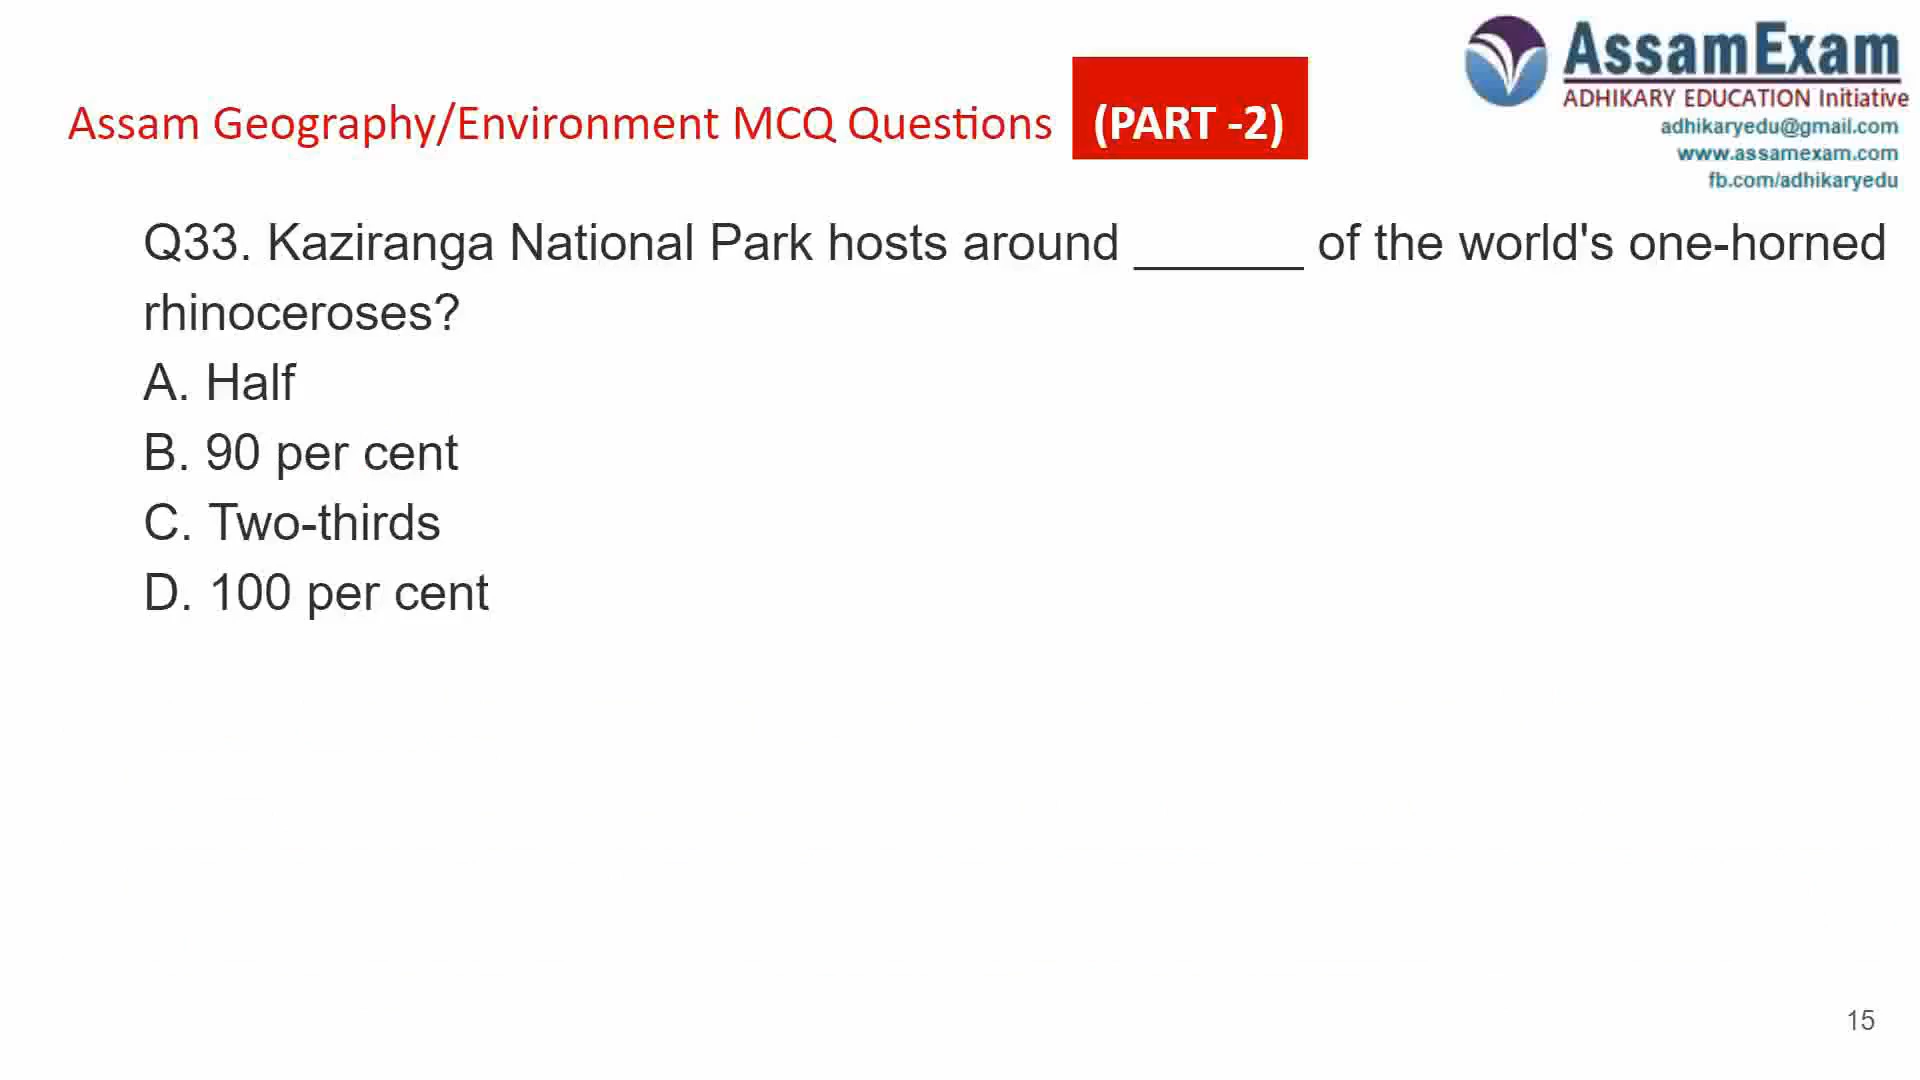 AssamExam
ADHIKARY EDUCATION Initiative
adhikaryedu@gmail.com
www.assamexam.com
fb.com/adhikaryedu
Assam Geography/Environment MCQ Questions (PART -2)
Q33. Kaziranga National Park hosts around ______ of the world's one-horned
rhinoceroses?
A. Half
B. 90 per cent
C. Two-thirds
D. 100 per cent
15